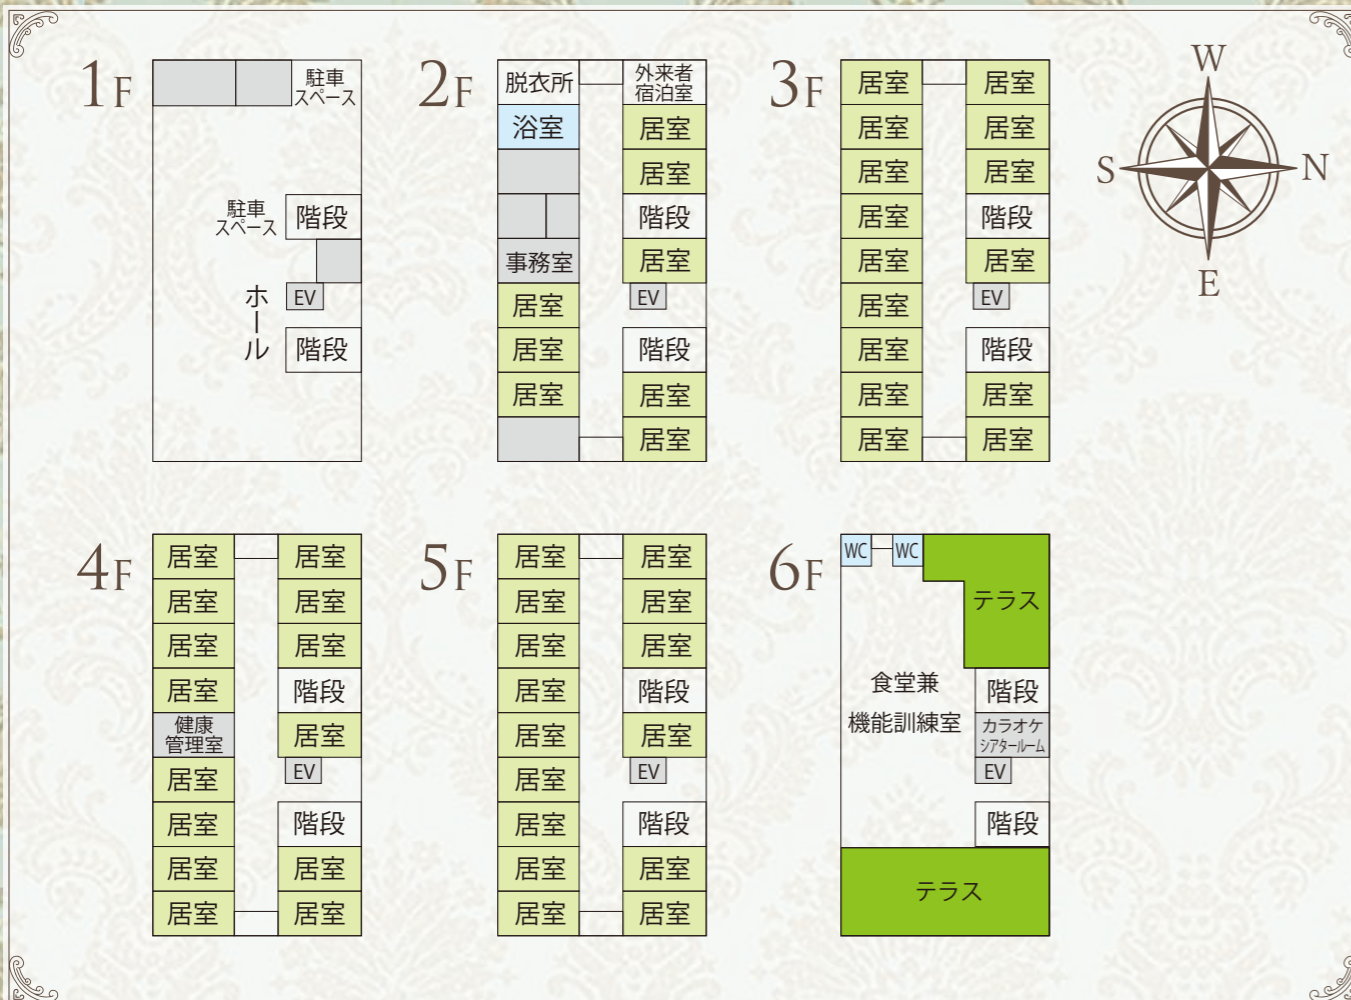 1F
駐車
スペース
駐車
スペース
階段
EV
ホール
階段
2F
脱衣所
外来者
宿泊室
浴室
居室
居室
階段
事務室
居室
居室
EV
居室
階段
居室
居室
居室
3F
居室
居室
居室
居室
居室
居室
居室
階段
居室
居室
居室
EV
居室
階段
居室
居室
居室
居室
W
S
N
E
4F
居室
居室
居室
居室
居室
居室
居室
階段
健康
管理室
居室
居室
EV
居室
階段
居室
居室
居室
居室
5F
居室
居室
居室
居室
居室
居室
居室
階段
居室
居室
居室
EV
居室
階段
居室
居室
居室
居室
6F
WC
WC
テラス
食堂兼
機能訓練室
階段
カラオケ
シアタールーム
EV
階段
テラス